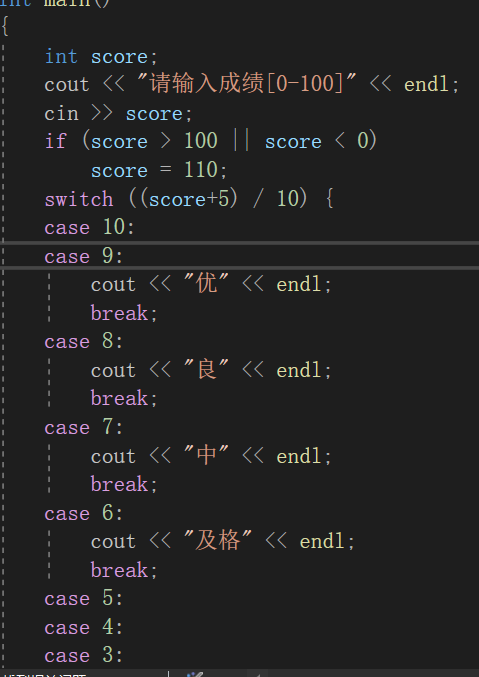 int main()
{
int score;
cout << "请输入成绩[0-100]" << endl;
cin >> score;
if (score > 100 || score < 0)
score = 110;
switch ((score+5) / 10) {
case 10:
case 9:
cout << "优" << endl;
break;
case 8:
cout << "良" << endl;
break;
case 7:
cout << "中" << endl;
break;
case 6:
cout << "及格" << endl;
break;
case 5:
case 4:
case 3: